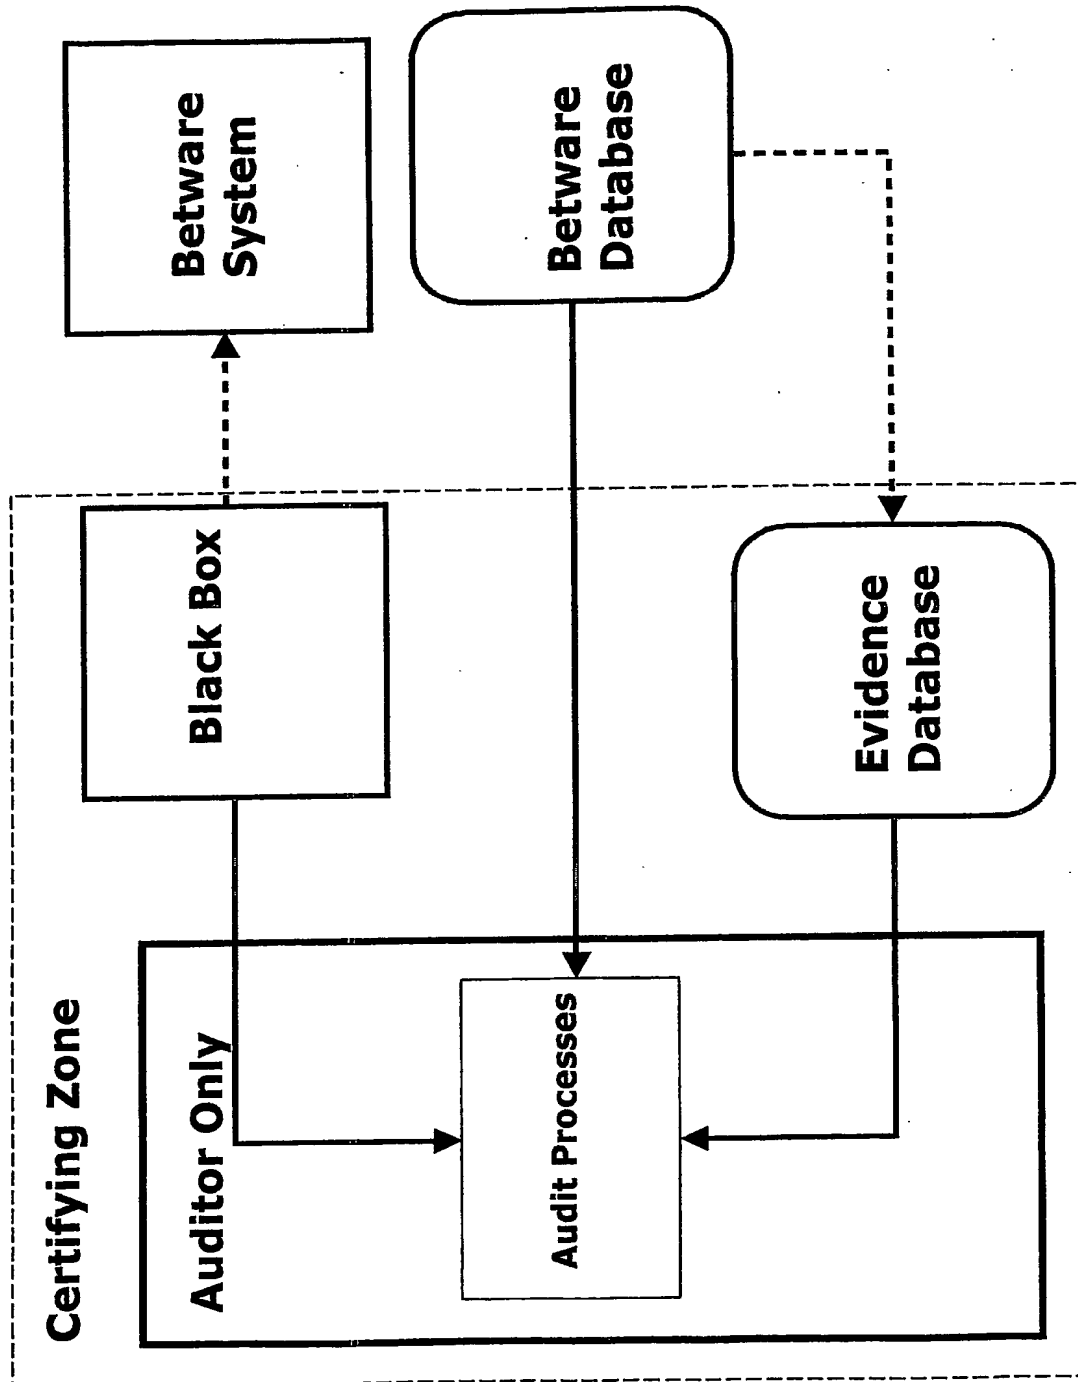 Certifying Zone
Auditor Only
Audit Processes
Black Box
Evidence
Database
Betware
System
Betware
Database